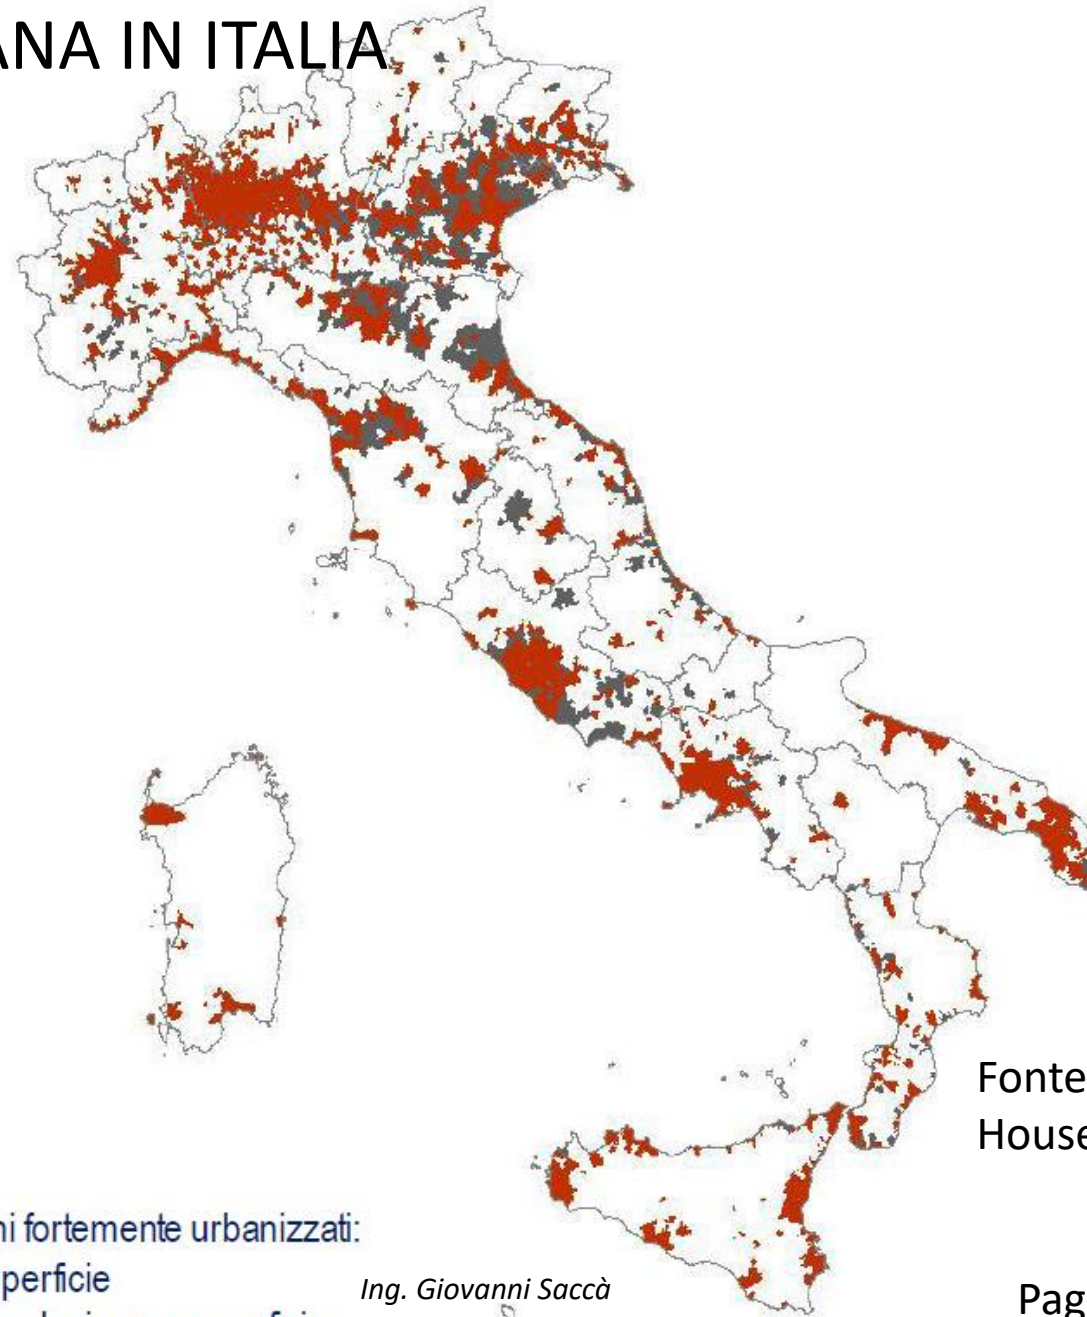 ANA IN ITALIA
Fonte
House
ni fortemente urbanizzati:
perficie
Ing. Giovanni Saccà
Pag